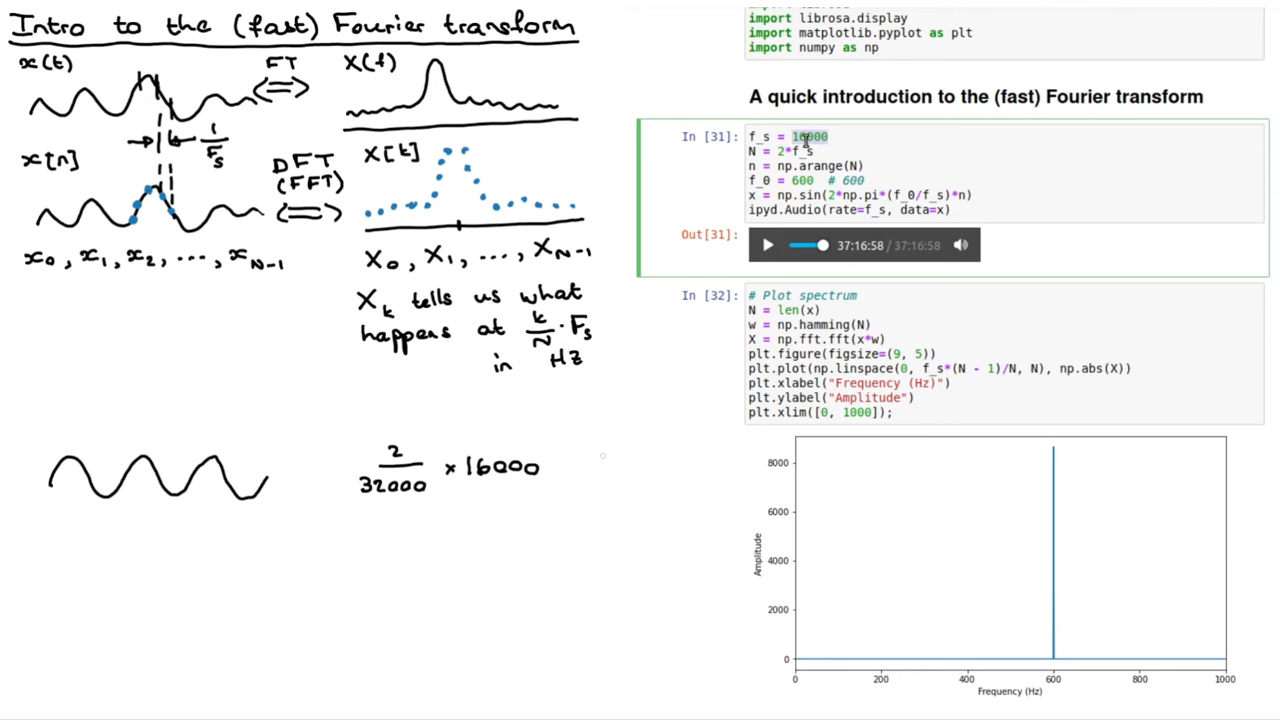 Intro to the (fast) Fourier transform
x(t)
FT
X(f)
1
Fs
x[n]
DFT
(FFT)
X[k]
x0, x1, x2, ..., xN-1
X0, X1, ..., XN-1
Xk tells us what
happens at k/N · Fs
in HZ
2
32000 × 16000
import librosa.display
import matplotlib.pyplot as plt
import numpy as np
A quick introduction to the (fast) Fourier transform
In [31]:
f_s = 16000
N = 2*f_s
n = np.arange(N)
f_0 = 600  # 600
x = np.sin(2*np.pi*(f_0/f_s)*n)
ipyd.Audio(rate=f_s, data=x)
Out[31]:
37:16:58 / 37:16:58
In [32]:
# Plot spectrum
N = len(x)
w = np.hamming(N)
X = np.fft.fft(x*w)
plt.figure(figsize=(9, 5))
plt.plot(np.linspace(0, f_s*(N - 1)/N, N), np.abs(X))
plt.xlabel("Frequency (Hz)")
plt.ylabel("Amplitude")
plt.xlim([0, 1000]);
8000
6000
4000
2000
0
Amplitude
0 200 400 600 800 1000
Frequency (Hz)